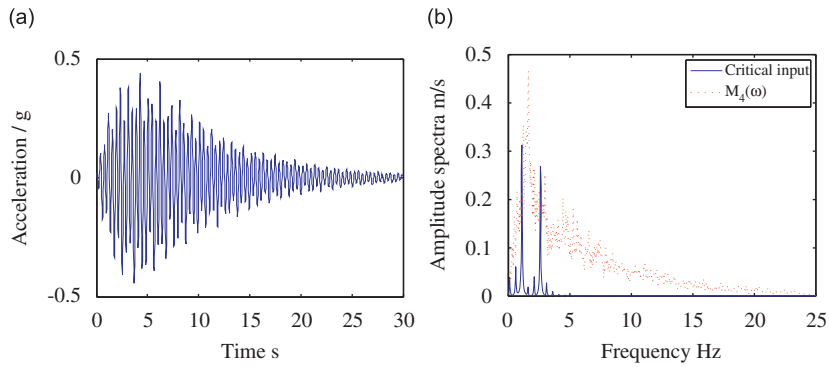 (a)
0.5
0
-0.5
0 5 10 15 20 25 30
Acceleration / g
Time s
(b)
0.5
0.4
0.3
0.2
0.1
0
0 5 10 15 20 25
Amplitude spectra m/s
Frequency Hz
Critical input
M4(ω)